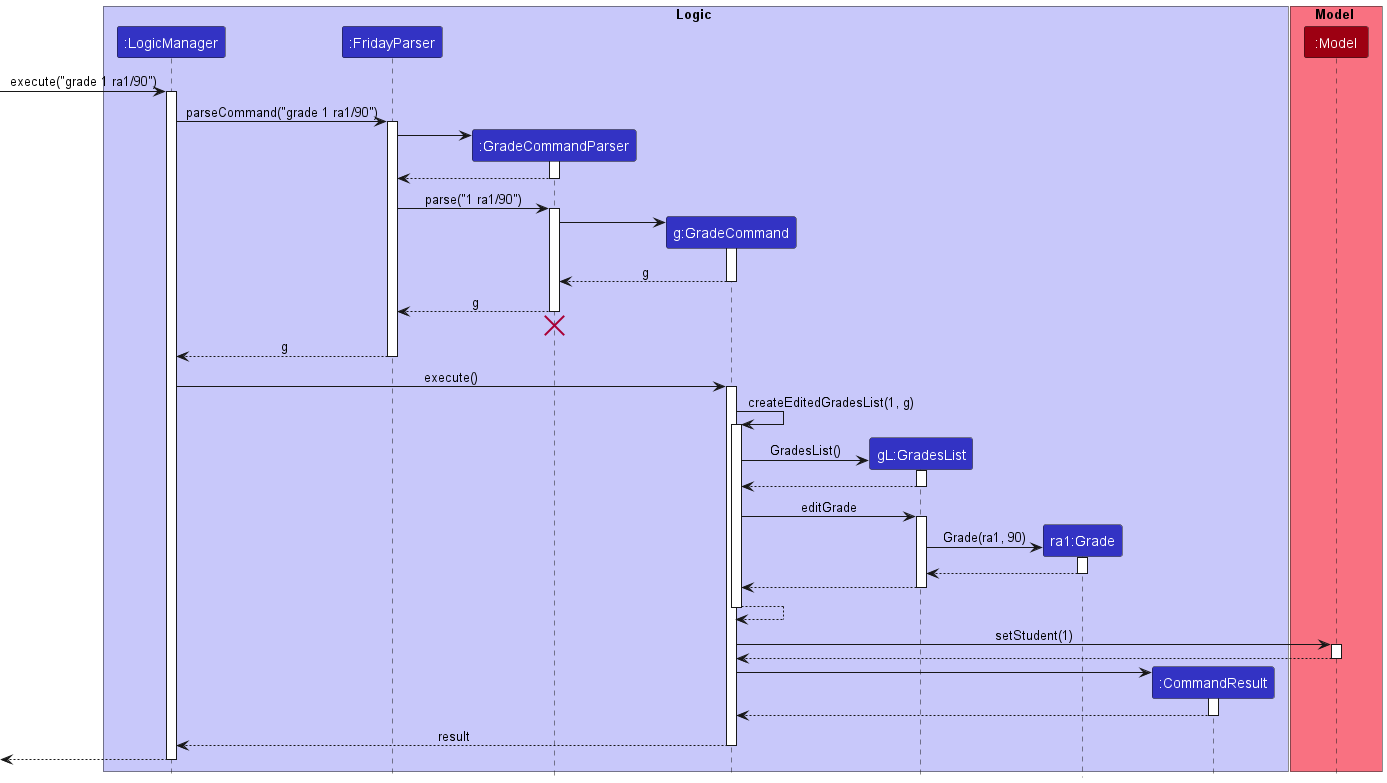 Logic
Model
:LogicManager
:FridayParser
:Model
execute("grade 1 ra1/90")
parseCommand("grade 1 ra1/90")
:GradeCommandParser
parse("1 ra1/90")
g:GradeCommand
g
g
g
execute()
createEditedGradesList(1, g)
GradesList()
gL:GradesList
editGrade
Grade(ra1, 90)
ra1:Grade
setStudent(1)
:CommandResult
result